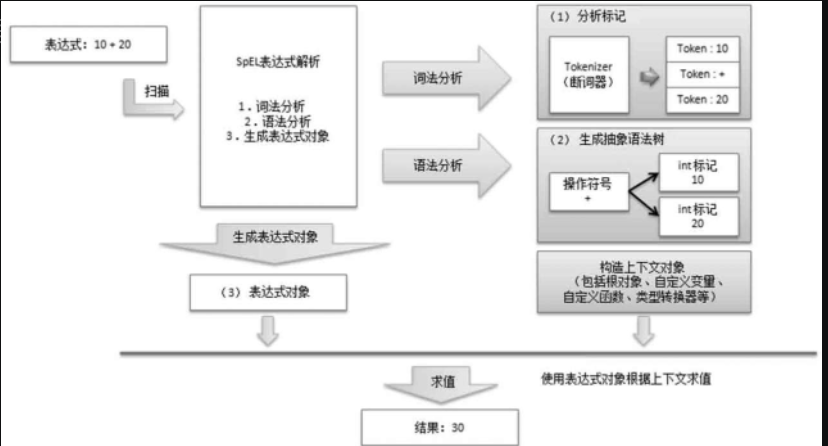 表达式：10 + 20
扫描
SpEL表达式解析
1．词法分析
2．语法分析
3．生成表达式对象
词法分析
语法分析
（1）分析标记
Tokenizer
（断词器）
Token : 10
Token : +
Token : 20
（2）生成抽象语法树
操作符号
+
int 标记
10
int 标记
20
生成表达式对象
（3）表达式对象
构造上下文对象
（包括根对象、自定义变量、
自定义函数、类型转换器等）
求值
使用表达式对象根据上下文求值
结果：30